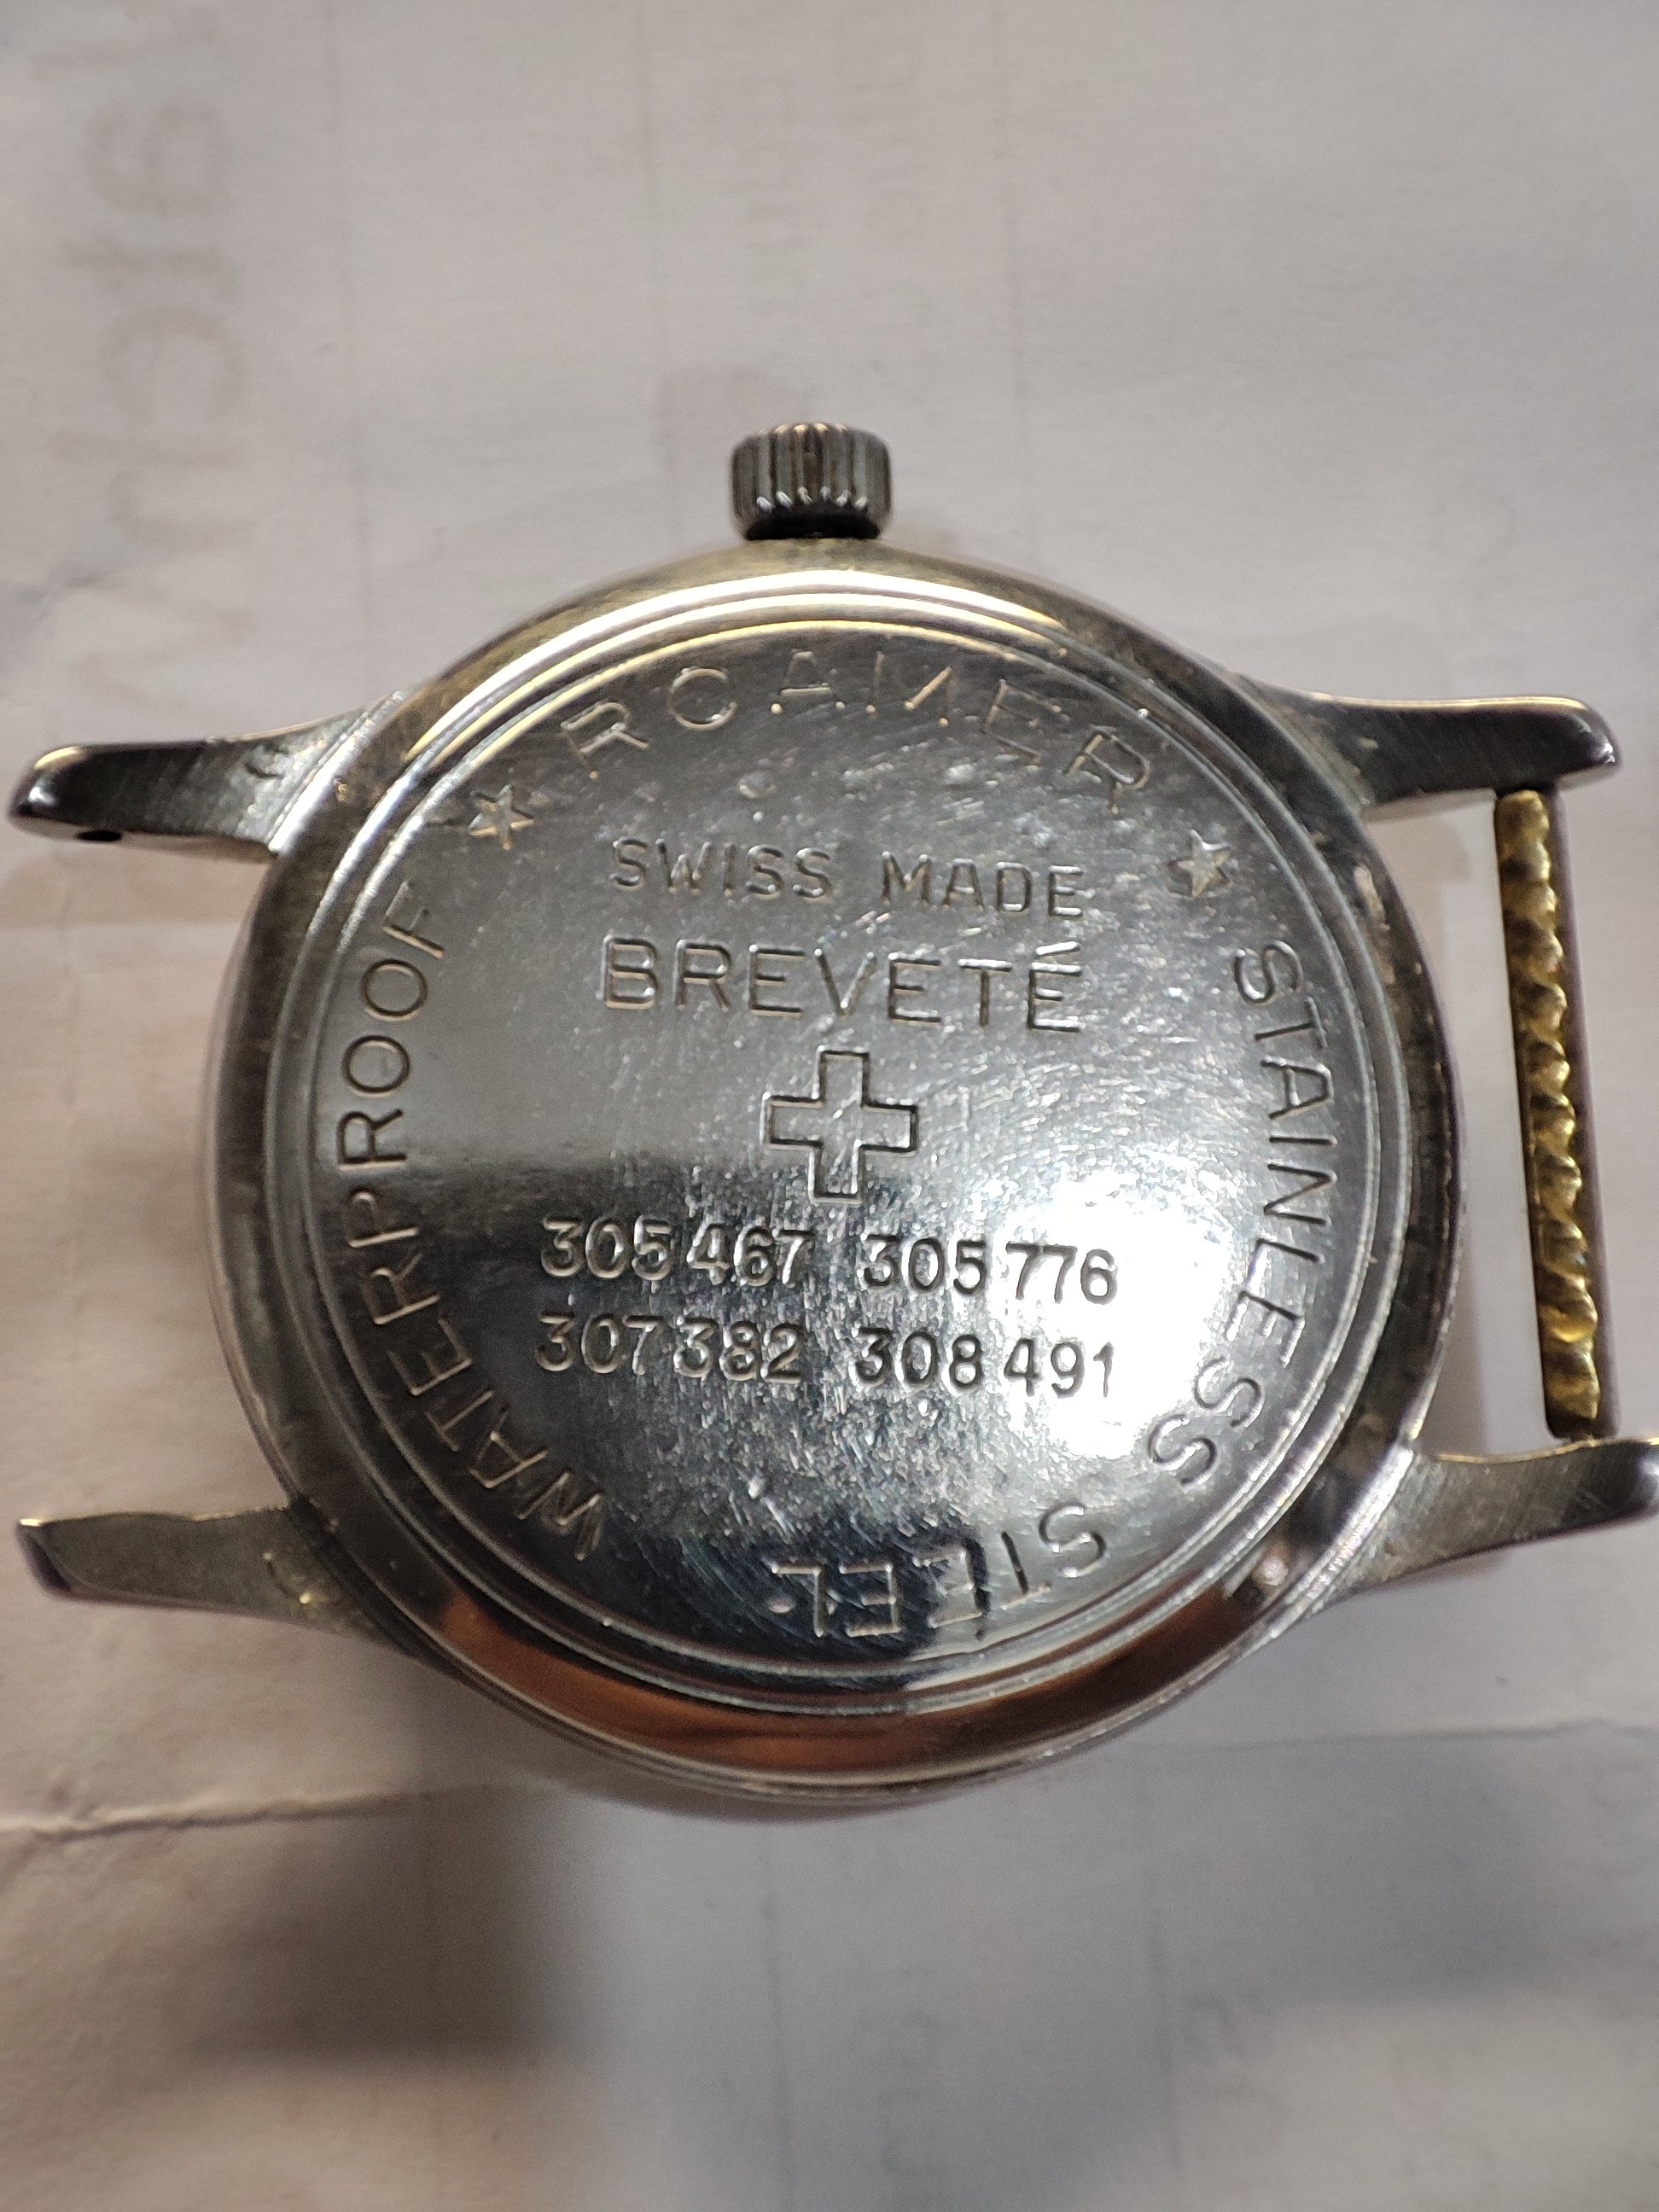 ★ ROAMER ★
STAINLESS STEEL.
WATERPROOF
SWISS MADE
BREVETÉ
305467 305776
307382 308491